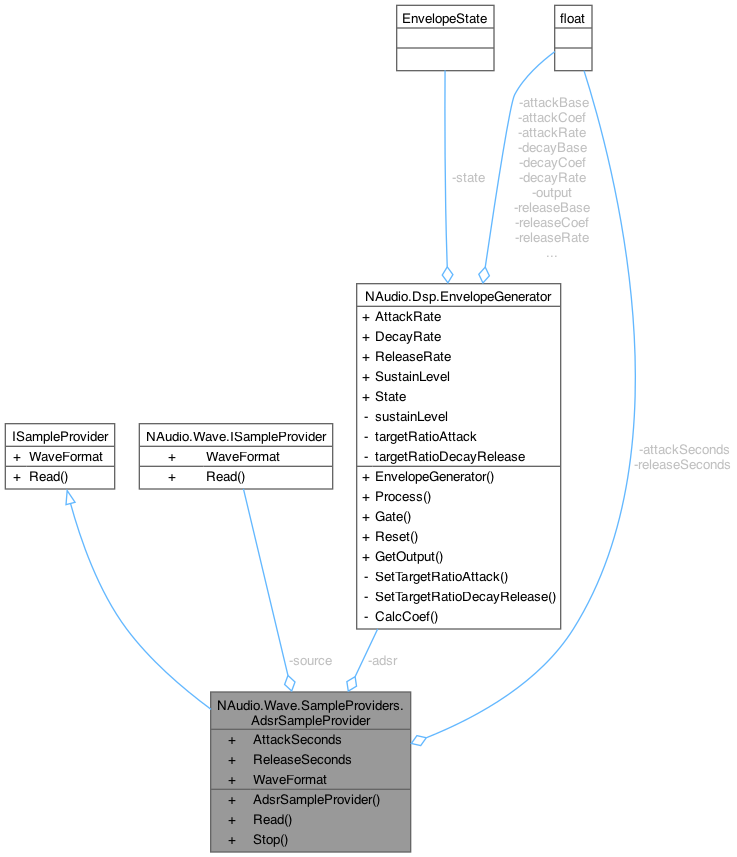 EnvelopeState
float
-attackBase
-attackCoef
-attackRate
-decayBase
-decayCoef
-decayRate
-output
-releaseBase
-releaseCoef
-releaseRate
...
-state
NAudio.Dsp.EnvelopeGenerator
+ AttackRate
+ DecayRate
+ ReleaseRate
+ SustainLevel
+ State
- sustainLevel
- targetRatioAttack
- targetRatioDecayRelease
+ EnvelopeGenerator()
+ Process()
+ Gate()
+ Reset()
+ GetOutput()
- SetTargetRatioAttack()
- SetTargetRatioDecayRelease()
- CalcCoef()
ISampleProvider
+ WaveFormat
+ Read()
NAudio.Wave.ISampleProvider
+ WaveFormat
+ Read()
-attackSeconds
-releaseSeconds
-source
-adsr
NAudio.Wave.SampleProviders.
AdsrSampleProvider
+ AttackSeconds
+ ReleaseSeconds
+ WaveFormat
+ AdsrSampleProvider()
+ Read()
+ Stop()